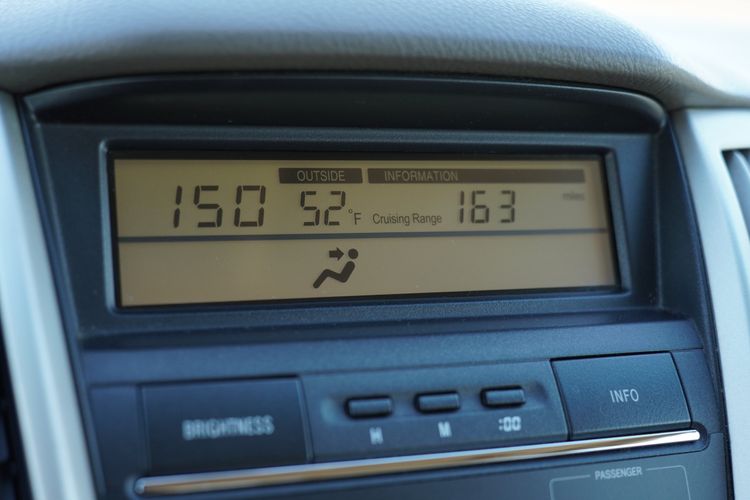 OUTSIDE INFORMATION
150 52°F Cruising Range 163 miles
BRIGHTNESS
H M :00
INFO
PASSENGER